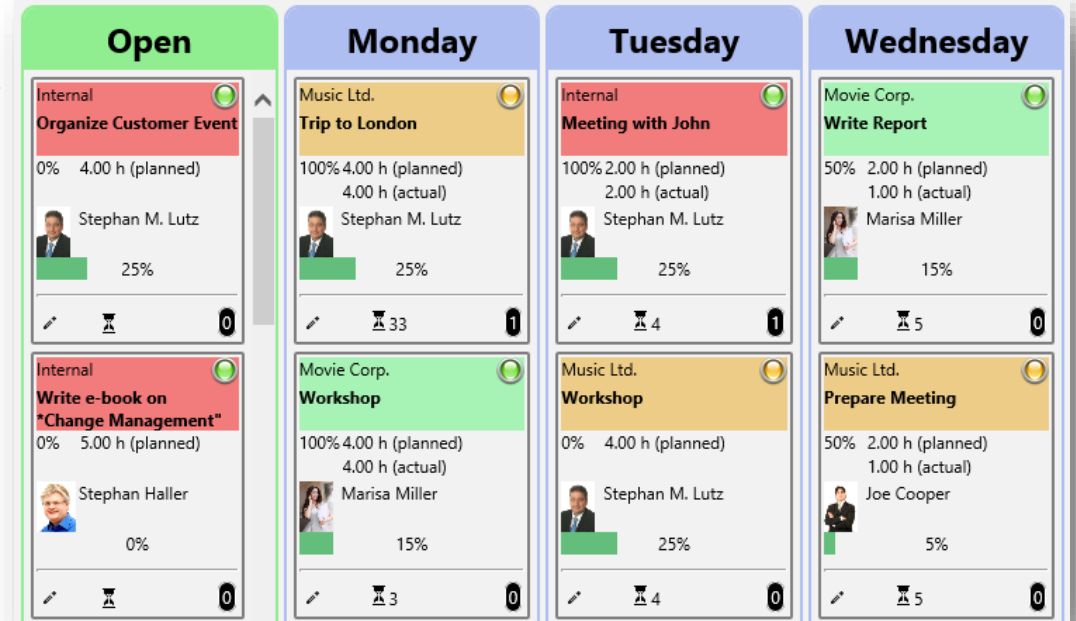 Open
Internal
Organize Customer Event
0% 4.00 h (planned)
Stephan M. Lutz
25%
0
Internal
Write e-book on
*Change Management"
0% 5.00 h (planned)
Stephan Haller
0%
0
Monday
Music Ltd.
Trip to London
100% 4.00 h (planned)
4.00 h (actual)
Stephan M. Lutz
25%
33 1
Movie Corp.
Workshop
100% 4.00 h (planned)
4.00 h (actual)
Marisa Miller
15%
3 0
Tuesday
Internal
Meeting with John
100% 2.00 h (planned)
2.00 h (actual)
Stephan M. Lutz
25%
4 1
Music Ltd.
Workshop
0% 4.00 h (planned)
Stephan M. Lutz
25%
4 0
Wednesday
Movie Corp.
Write Report
50% 2.00 h (planned)
1.00 h (actual)
Marisa Miller
15%
5 0
Music Ltd.
Prepare Meeting
50% 2.00 h (planned)
1.00 h (actual)
Joe Cooper
5%
5 0